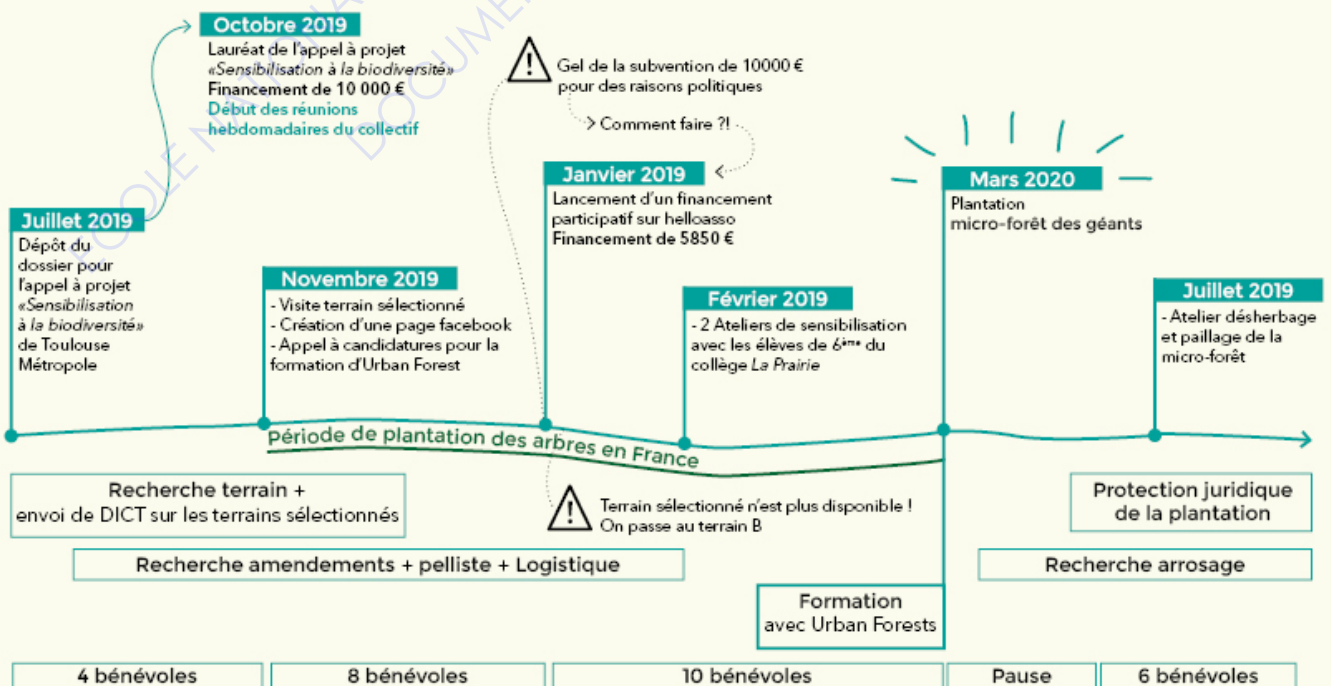 Octobre 2019
Lauréat de l'appel à projet
«Sensibilisation à la biodiversité»
Financement de 10 000 €
Début des réunions
hebdomadaires du collectif
Gel de la subvention de 10000 €
pour des raisons politiques
> Comment faire ?!
Juillet 2019
Dépôt du
dossier pour
l'appel à projet
«Sensibilisation
à la biodiversité»
de Toulouse
Métropole
Novembre 2019
- Visite terrain sélectionné
- Création d'une page facebook
- Appel à candidatures pour la
formation d'Urban Forest
Janvier 2019
Lancement d'un financement
participatif sur helloasso
Financement de 5850 €
Février 2019
- 2 Ateliers de sensibilisation
avec les élèves de 6ème du
collège La Prairie
Mars 2020
Plantation
micro-forêt des géants
Juillet 2019
- Atelier désherbage
et paillage de la
micro-forêt
Période de plantation des arbres en France
Terrain sélectionné n'est plus disponible !
On passe au terrain B
Recherche terrain +
envoi de DICT sur les terrains sélectionnés
Protection juridique
de la plantation
Recherche amendements + pelliste + Logistique
Recherche arrosage
Formation
avec Urban Forests
4 bénévoles
8 bénévoles
10 bénévoles
Pause
6 bénévoles